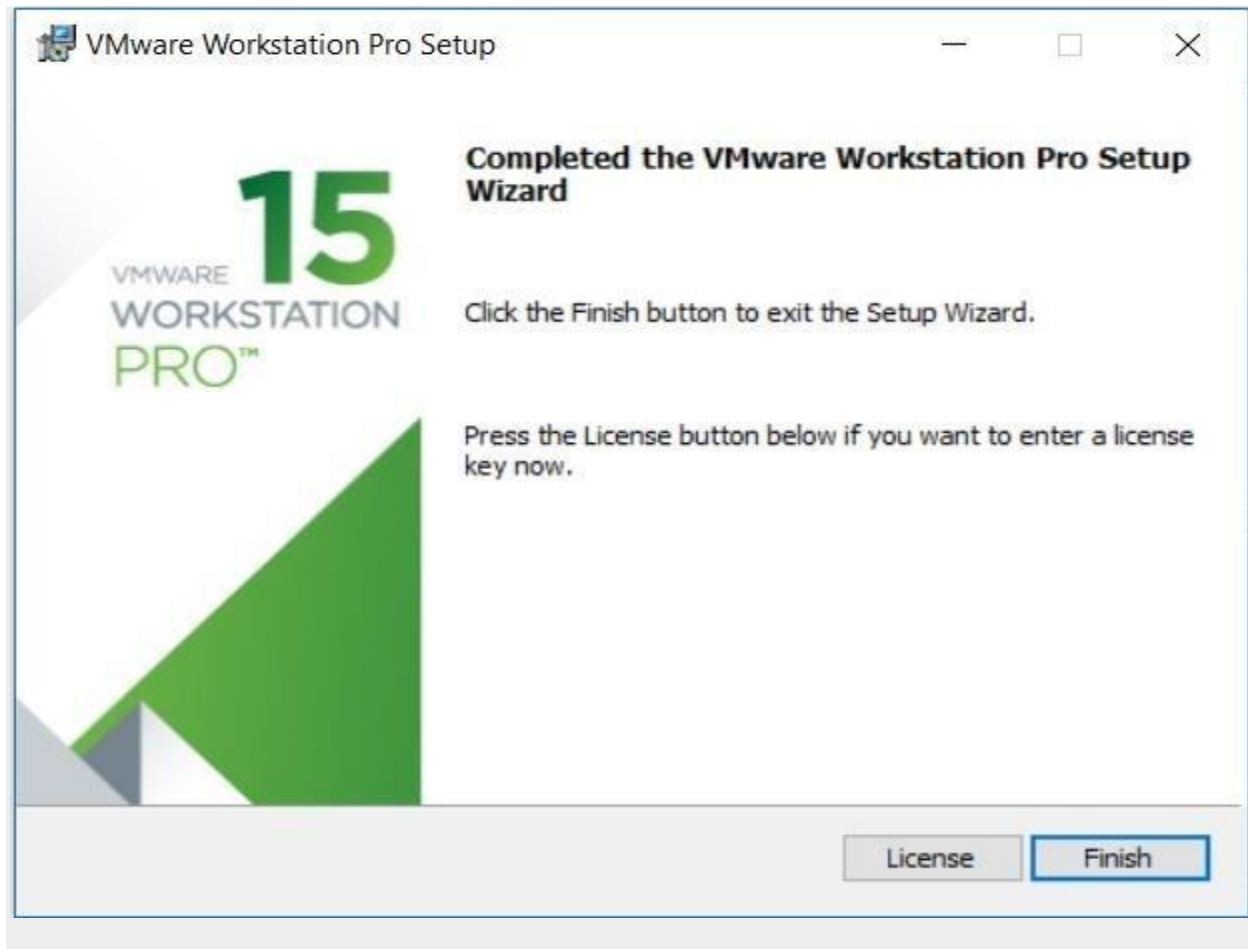 VMware Workstation Pro Setup
15
VMWARE
WORKSTATION
PRO™
Completed the VMware Workstation Pro Setup
Wizard
Click the Finish button to exit the Setup Wizard.
Press the License button below if you want to enter a license
key now.
License
Finish